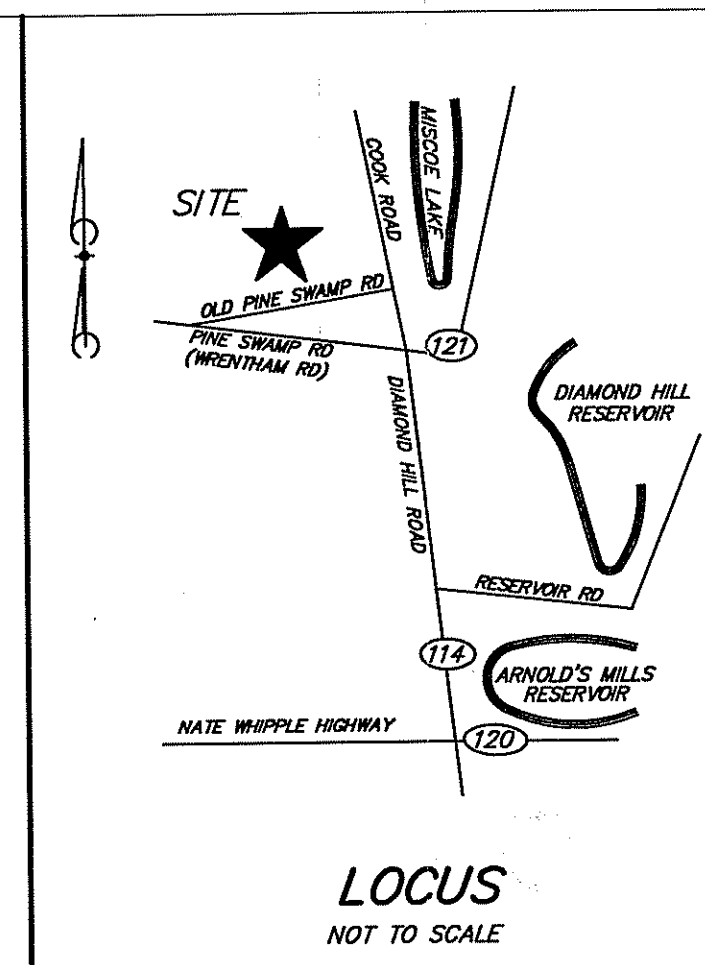 SITE
COOK ROAD
MISCOE LAKE
OLD PINE SWAMP RD
PINE SWAMP RD
(WRENTHAM RD)
121
DIAMOND HILL
RESERVOIR
DIAMOND HILL ROAD
RESERVOIR RD
114
ARNOLD'S MILLS
RESERVOIR
NATE WHIPPLE HIGHWAY
120
LOCUS
NOT TO SCALE